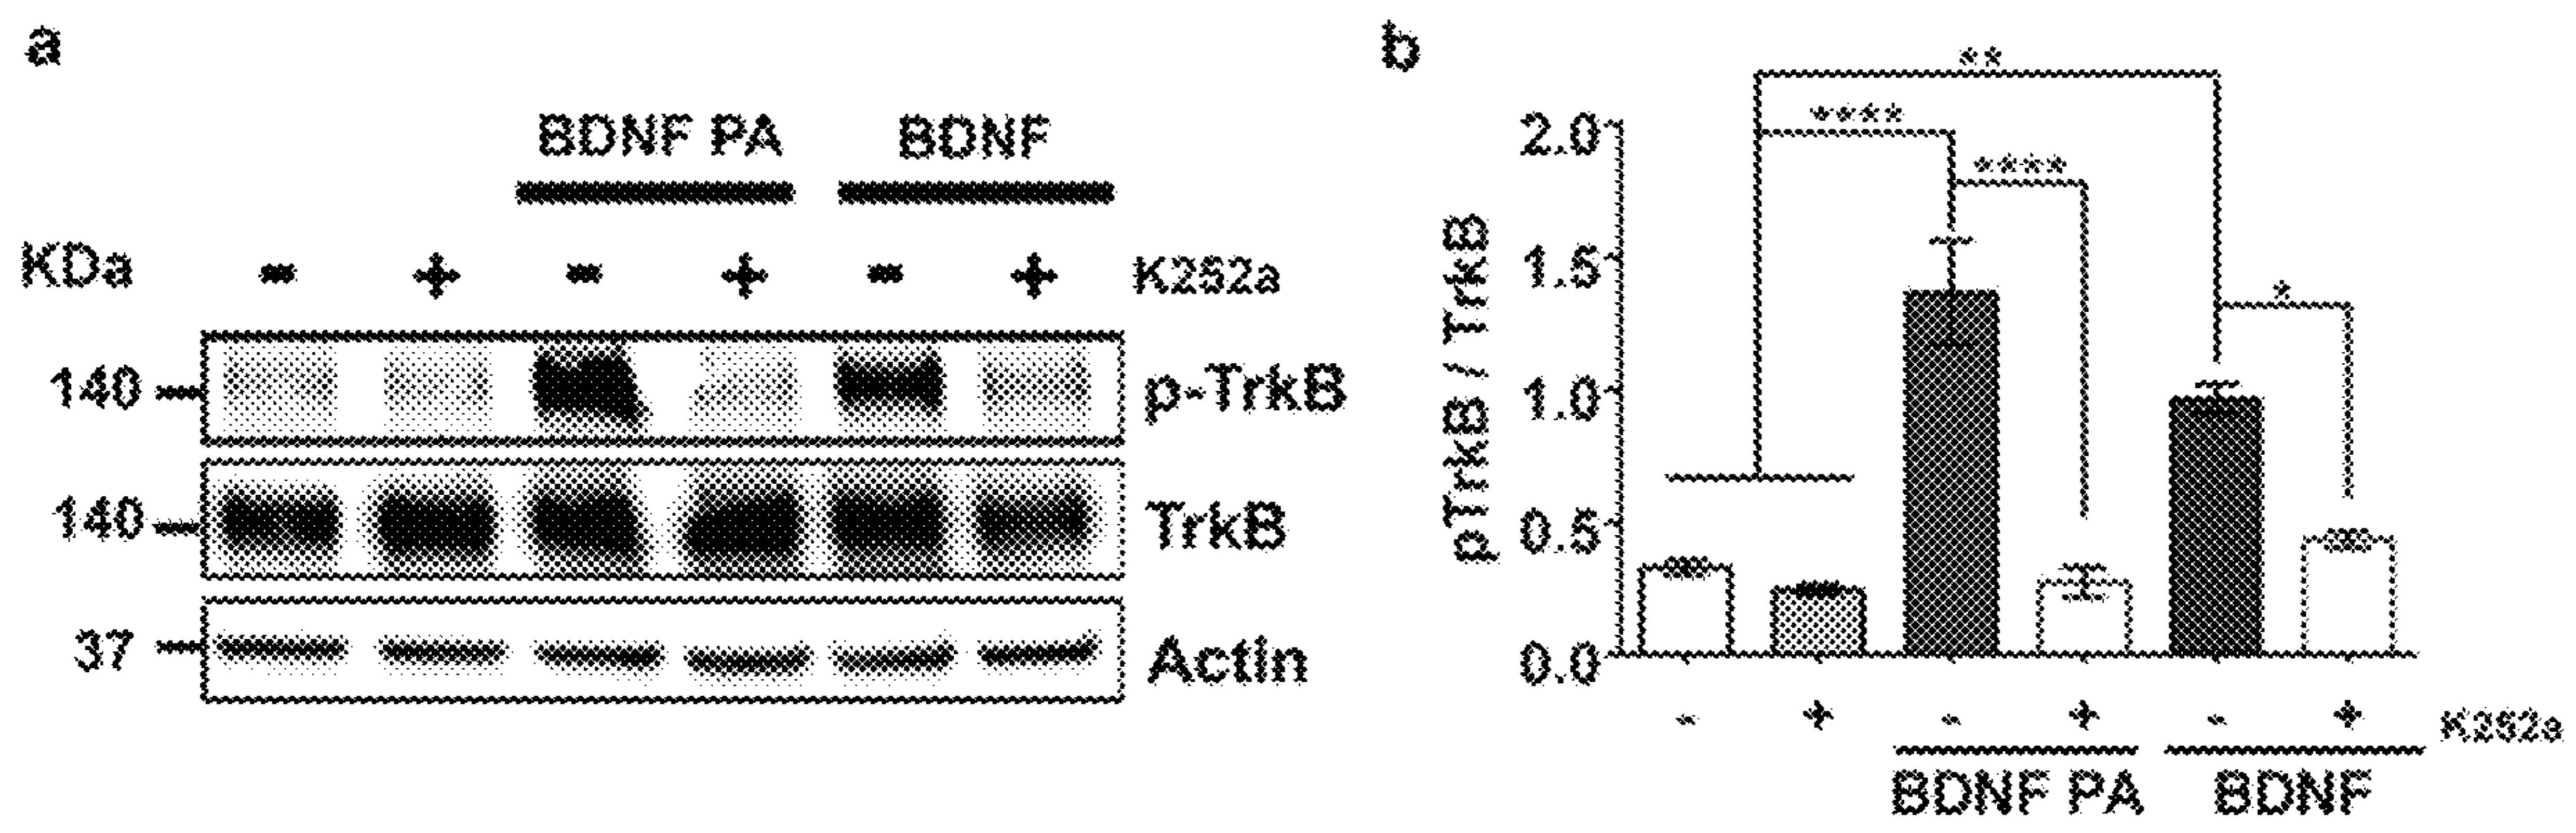 a
BDNF PA BDNF
KDa - + - + - + K252a
140 p-TrkB
140 TrkB
37 Actin
b
**
****
****
*
pTrkB / TrkB
2.0
1.5
1.0
0.5
0.0
- + - + - + K252a
BDNF PA BDNF